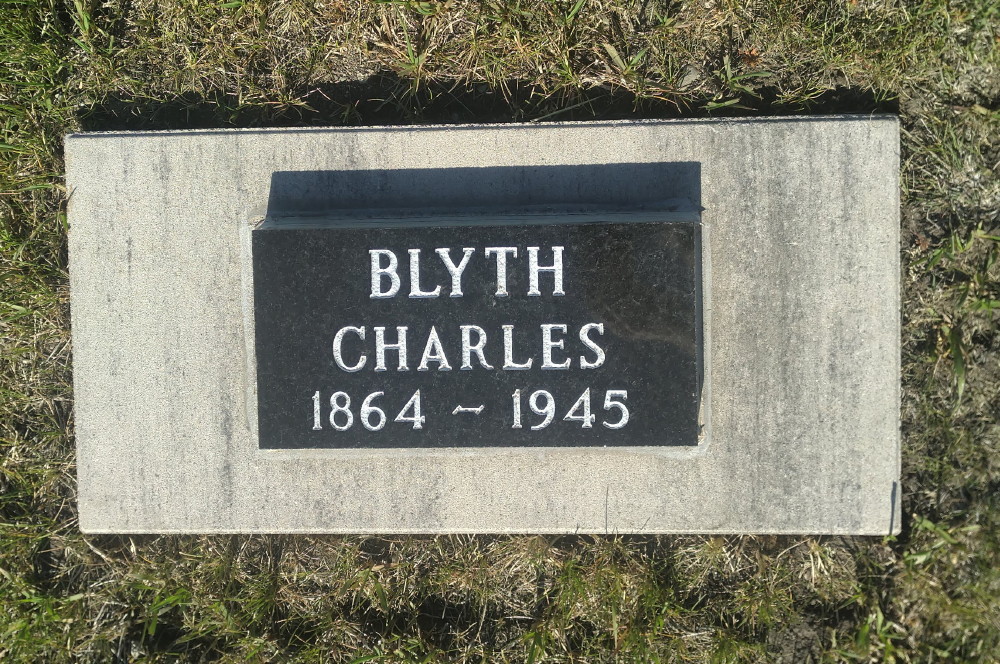 BLYTH
CHARLES
1864 ~ 1945